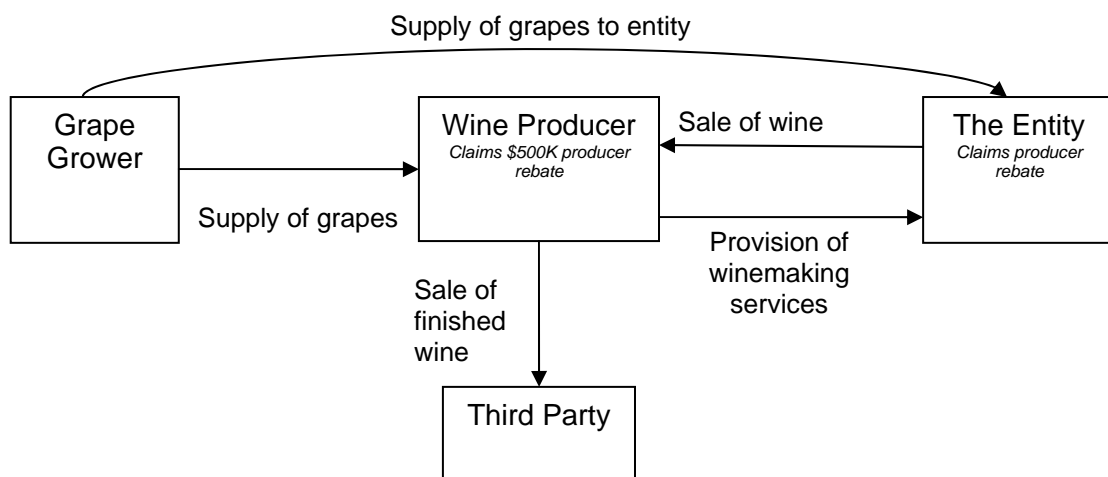 Supply of grapes to entity
Grape
Grower
Wine Producer
Claims $500K producer
rebate
Sale of wine
The Entity
Claims producer
rebate
Supply of grapes
Provision of
winemaking
services
Sale of
finished
wine
Third Party